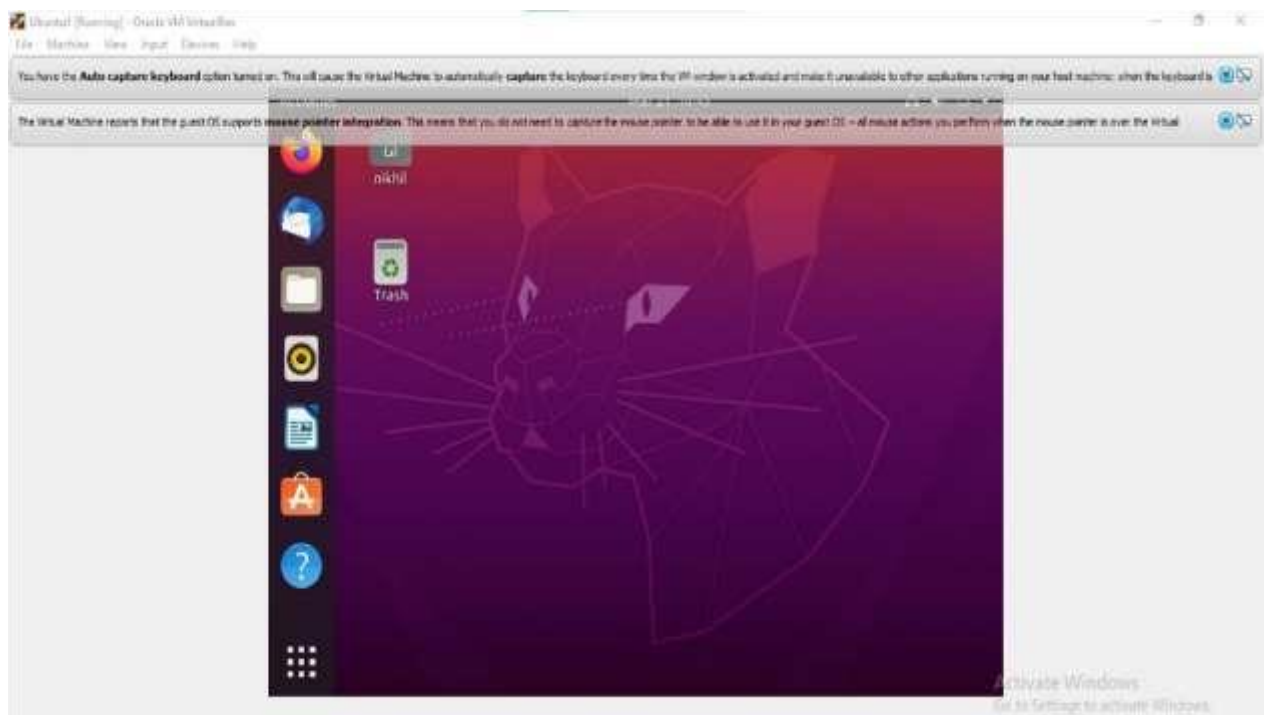 Ubuntu1 [Running] - Oracle VM VirtualBox
File Machine View Input Devices Help
You have the Auto capture keyboard option turned on. This will cause the Virtual Machine to automatically capture the keyboard every time the VM window is activated and make it unavailable to other applications running on your host machine: when the keyboard is
The Virtual Machine reports that the guest OS supports mouse pointer integration. This means that you do not need to capture the mouse pointer to be able to use it in your guest OS -- all mouse actions you perform when the mouse pointer is over the Virtual
nikhil
Trash
Activate Windows
Go to Settings to activate Windows.